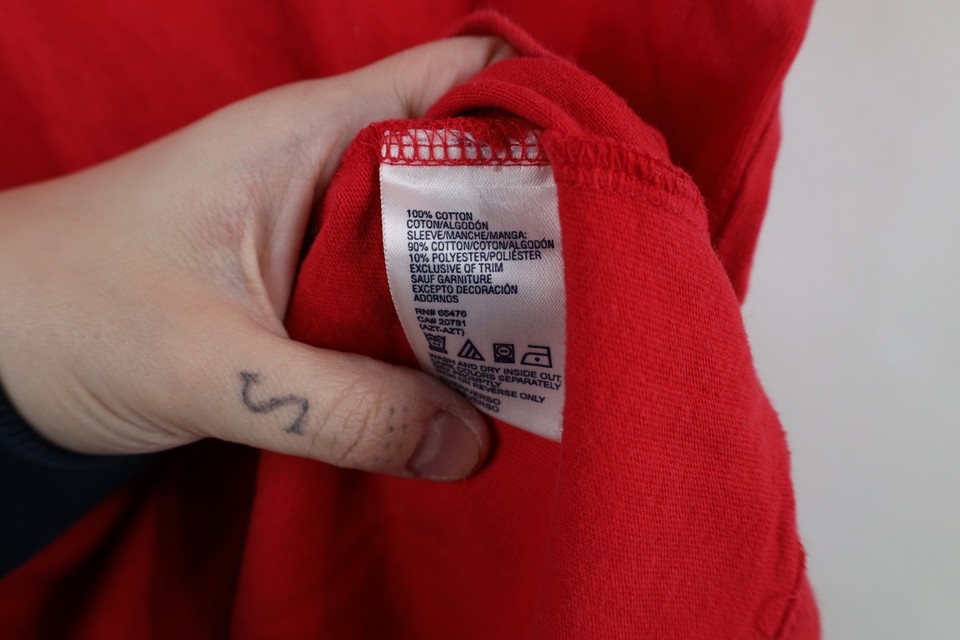 100% COTTON
COTON/ALGODÓN
SLEEVE/MANCHE/MANGA:
90% COTTON/COTON/ALGODÓN
10% POLYESTER/POLIÉSTER
EXCLUSIVE OF TRIM
SAUF GARNITURE
EXCEPTO DECORACIÓN
ADORNOS
RN# 66476
CA# 20781
(AZT-AZT)
WASH AND DRY INSIDE OUT,
COLORS SEPARATELY
ON REVERSE ONLY